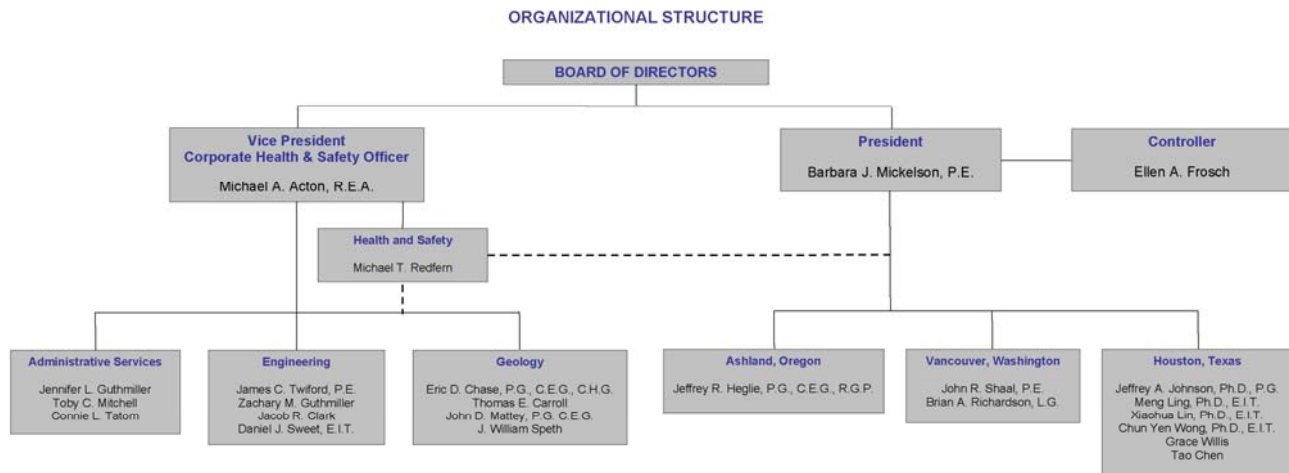 ORGANIZATIONAL STRUCTURE
BOARD OF DIRECTORS
Vice President
Corporate Health & Safety Officer
Michael A. Acton, R.E.A.
President
Barbara J. Mickelson, P.E.
Controller
Ellen A. Frosch
Health and Safety
Michael T. Redfern
Administrative Services
Jennifer L. Guthmiller
Toby C. Mitchell
Connie L. Tatom
Engineering
James C. Twiford, P.E.
Zachary M. Guthmiller
Jacob R. Clark
Daniel J. Sweet, E.I.T.
Geology
Eric D. Chase, P.G., C.E.G., C.H.G.
Thomas E. Carroll
John D. Mattey, P.G. C.E.G.
J. William Speth
Ashland, Oregon
Jeffrey R. Heglie, P.G., C.E.G., R.G.P.
Vancouver, Washington
John R. Shaal, P.E.
Brian A. Richardson, L.G.
Houston, Texas
Jeffrey A. Johnson, Ph.D., P.G.
Meng Ling, Ph.D., E.I.T.
Xiaohua Lin, Ph.D., E.I.T.
Chun Yen Wong, Ph.D., E.I.T.
Grace Willis
Tao Chen